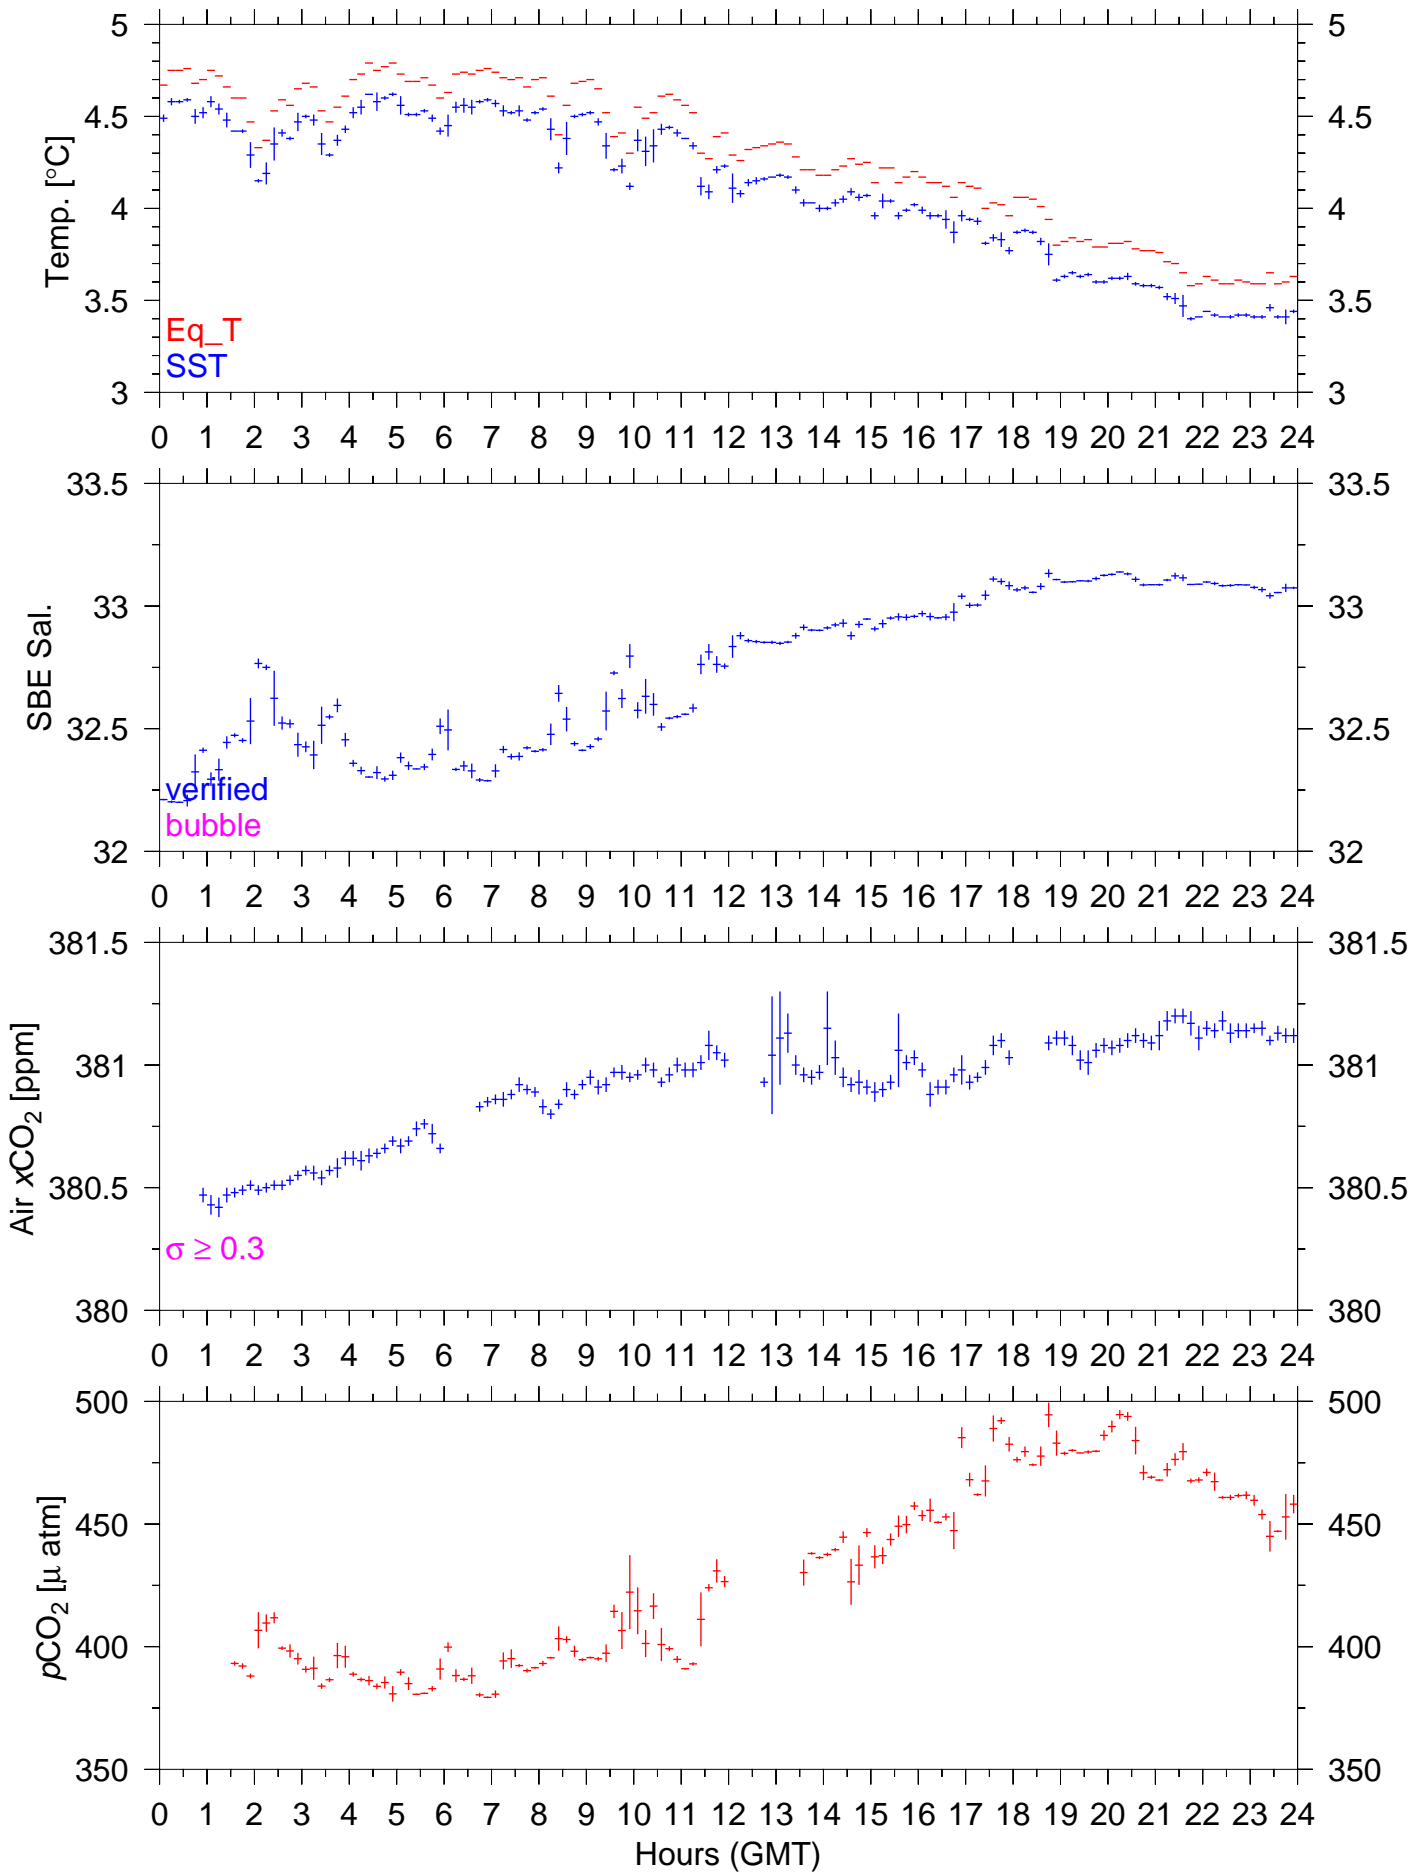 5 5
4.5 4.5
4 4
3.5 3.5
3 3
Temp. [°C]
Eq_T
SST
0 1 2 3 4 5 6 7 8 9 10 11 12 13 14 15 16 17 18 19 20 21 22 23 24
33.5 33.5
33 33
32.5 32.5
32 32
SBE Sal.
verified
bubble
0 1 2 3 4 5 6 7 8 9 10 11 12 13 14 15 16 17 18 19 20 21 22 23 24
381.5 381.5
381 381
380.5 380.5
380 380
Air xCO₂ [ppm]
σ ≥ 0.3
0 1 2 3 4 5 6 7 8 9 10 11 12 13 14 15 16 17 18 19 20 21 22 23 24
500 500
450 450
400 400
350 350
pCO₂ [μ atm]
0 1 2 3 4 5 6 7 8 9 10 11 12 13 14 15 16 17 18 19 20 21 22 23 24
Hours (GMT)